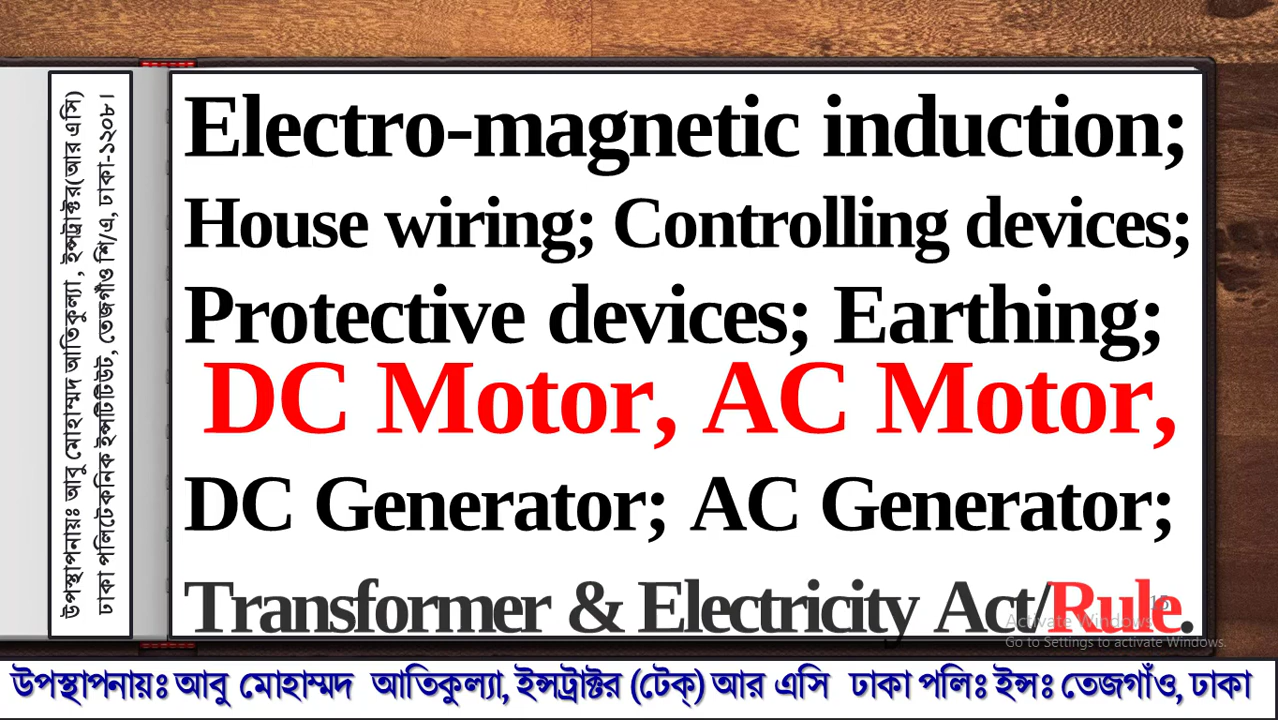 উপস্থাপনায়ঃ আবু মোহাম্মদ আতিকুল্যা, ইন্সট্রাক্টর(আর এসি)
ঢাকা পলিটেকনিক ইন্সটিটিউট, তেজগাঁও শি/এ, ঢাকা-১২০৮।
Electro-magnetic induction;
House wiring; Controlling devices;
Protective devices; Earthing;
DC Motor, AC Motor,
DC Generator; AC Generator;
Transformer & Electricity Act/Rule.
15
Activate Windows
Go to Settings to activate Windows.
উপস্থাপনায়ঃ আবু মোহাম্মদ আতিকুল্যা, ইন্সট্রাক্টর (টেক্) আর এসি ঢাকা পলিঃ ইন্সঃ তেজগাঁও, ঢাকা